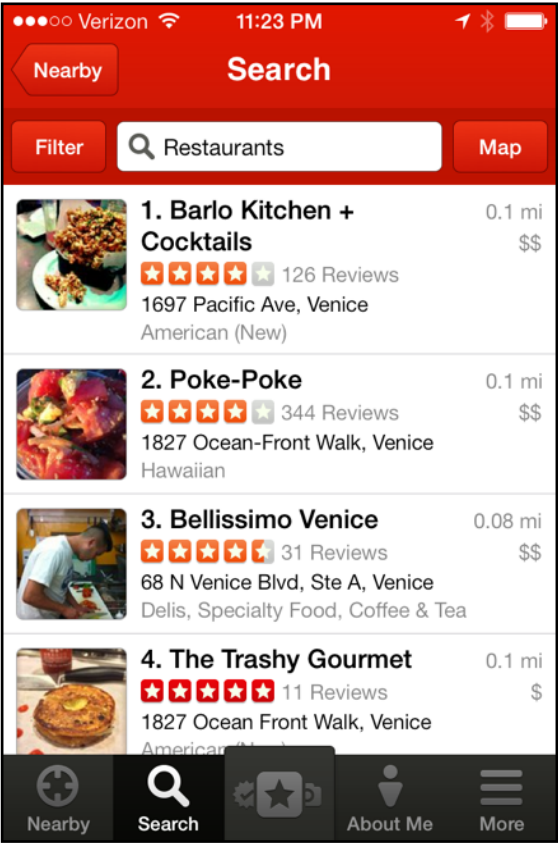 Verizon 11:23 PM
Nearby Search
Filter Restaurants Map
1. Barlo Kitchen + 0.1 mi
Cocktails $$
126 Reviews
1697 Pacific Ave, Venice
American (New)
2. Poke-Poke 0.1 mi
344 Reviews $$
1827 Ocean-Front Walk, Venice
Hawaiian
3. Bellissimo Venice 0.08 mi
31 Reviews $$
68 N Venice Blvd, Ste A, Venice
Delis, Specialty Food, Coffee & Tea
4. The Trashy Gourmet 0.1 mi
11 Reviews $
1827 Ocean Front Walk, Venice
American (New)
Nearby Search About Me More